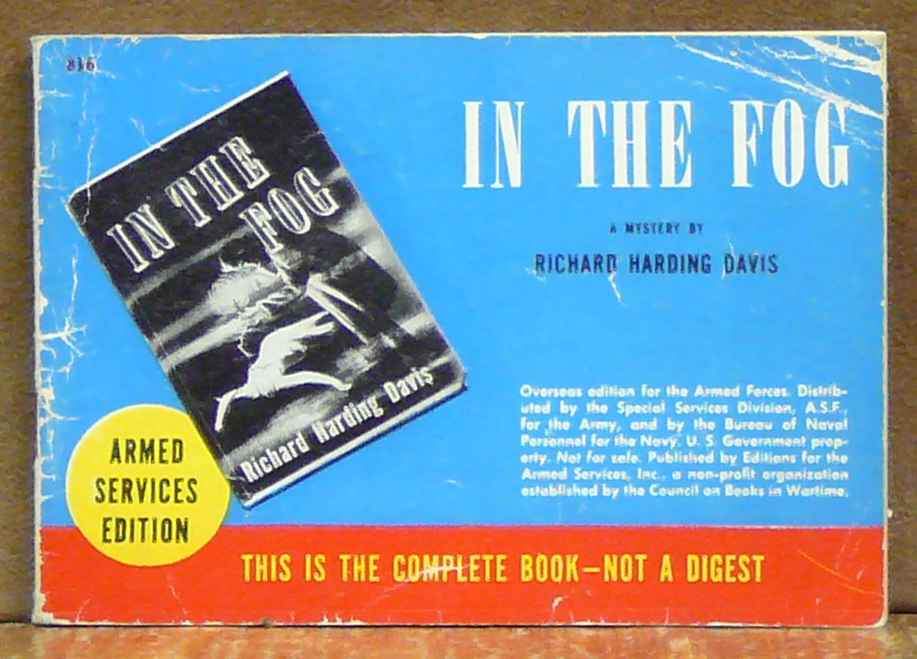 816
IN THE FOG
A MYSTERY BY
RICHARD HARDING DAVIS
IN THE
FOG
Richard Harding Davis
Overseas edition for the Armed Forces. Distrib-
uted by the Special Services Division, A.S.F.,
for the Army, and by the Bureau of Naval
Personnel for the Navy. U. S. Government prop-
erty. Not for sale. Published by Editions for the
Armed Services, Inc., a non-profit organization
established by the Council on Books in Wartime.
ARMED
SERVICES
EDITION
THIS IS THE COMPLETE BOOK—NOT A DIGEST